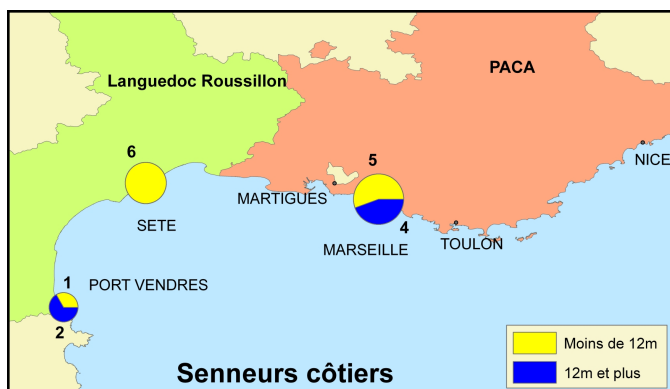 PACA
Languedoc Roussillon
6
5
NICE
MARTIGUES
SETE
4
TOULON
MARSEILLE
1
PORT VENDRES
2
Moins de 12m
Senneurs côtiers
12m et plus